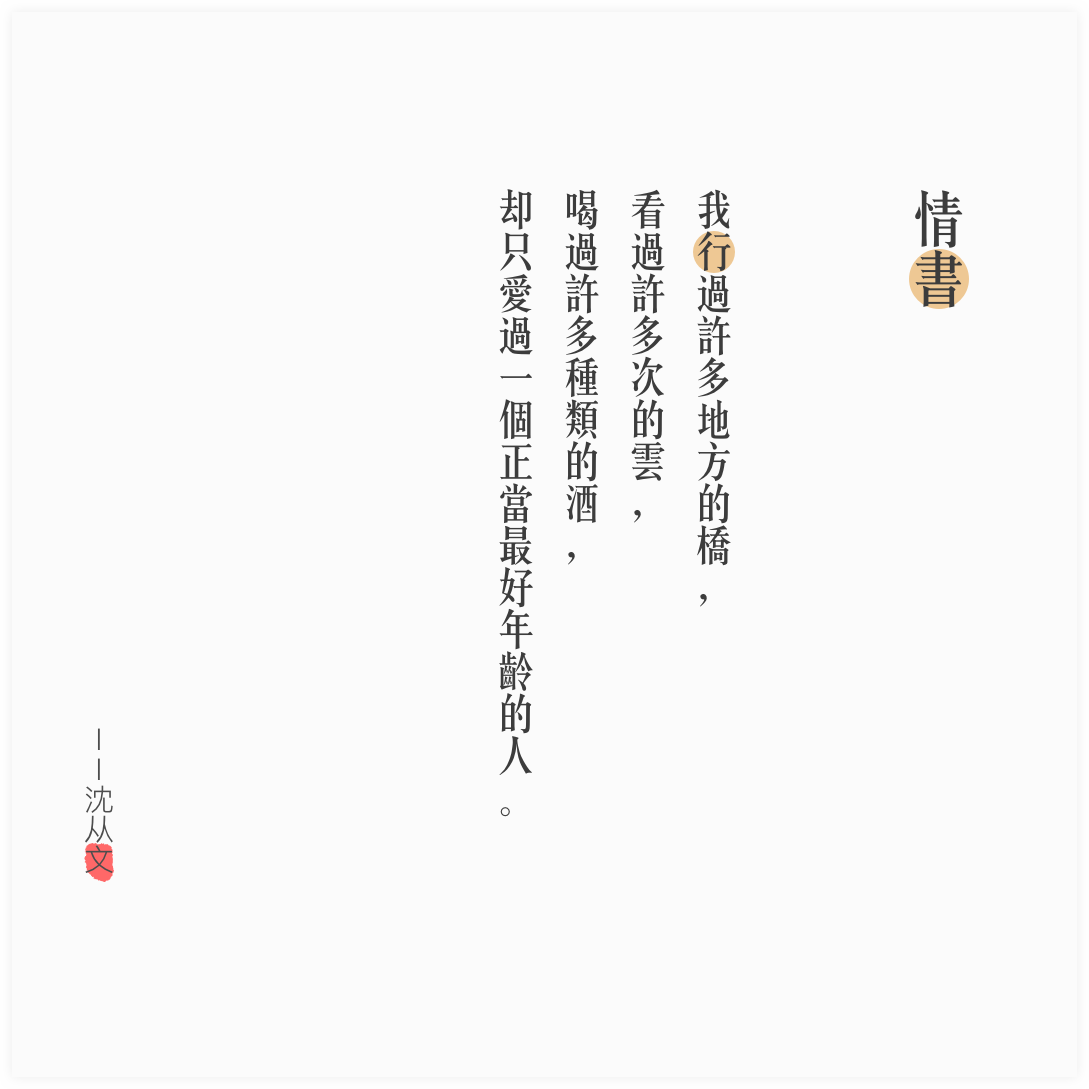 情書
我行過許多地方的橋，
看過許多次的雲，
喝過許多種類的酒，
却只愛過一個正當最好年齡的人。
——沈从文